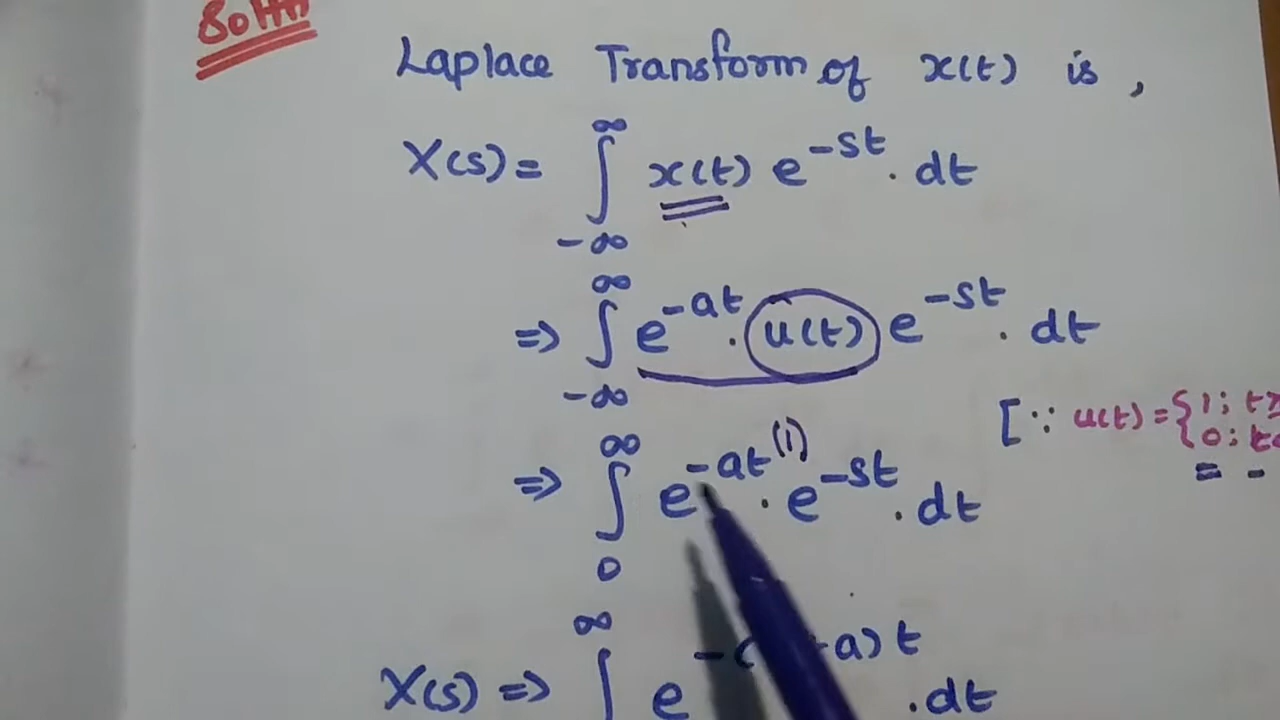 Soln
Laplace Transform of x(t) is,
X(s) = ∫_{-∞}^{∞} x(t) e^{-st} . dt
=> ∫_{-∞}^{∞} e^{-at} . u(t) e^{-st} . dt
[∵ u(t) = {1; t≥ {0; t<
=> ∫_{0}^{∞} e^{-at} (1) . e^{-st} . dt
X(s) => ∫^{∞} e^{-( +a)t} . dt